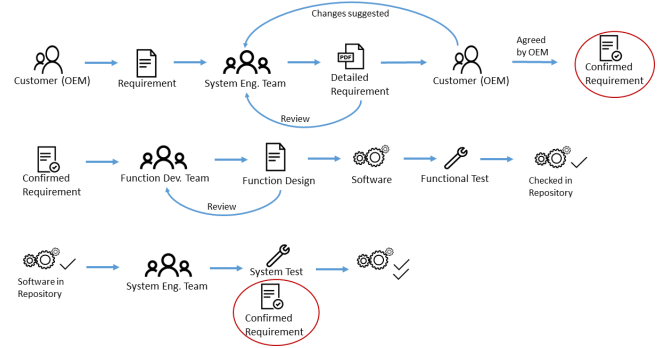 Changes suggested
Agreed
by OEM
PDF
Customer (OEM)
Requirement
System Eng. Team
Detailed
Requirement
Customer (OEM)
Confirmed
Requirement
Review
Confirmed
Requirement
Function Dev. Team
Function Design
Software
Functional Test
Checked in
Repository
Review
Software in
Repository
System Eng. Team
System Test
Confirmed
Requirement